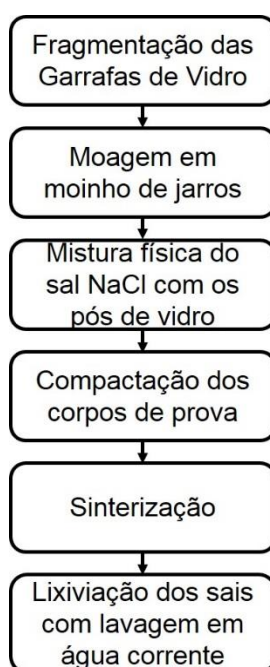 Fragmentação das
Garrafas de Vidro
Moagem em
moinho de jarros
Mistura física do
sal NaCl com os
pós de vidro
Compactação dos
corpos de prova
Sinterização
Lixiviação dos sais
com lavagem em
água corrente